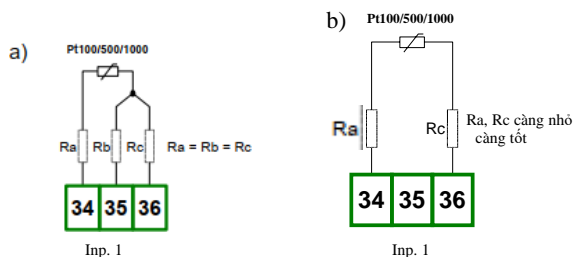 a)
Pt100/500/1000
Ra Rb Rc Ra = Rb = Rc
34 35 36
Inp. 1
b)
Pt100/500/1000
Ra Rc Ra, Rc càng nhỏ
càng tốt
34 35 36
Inp. 1